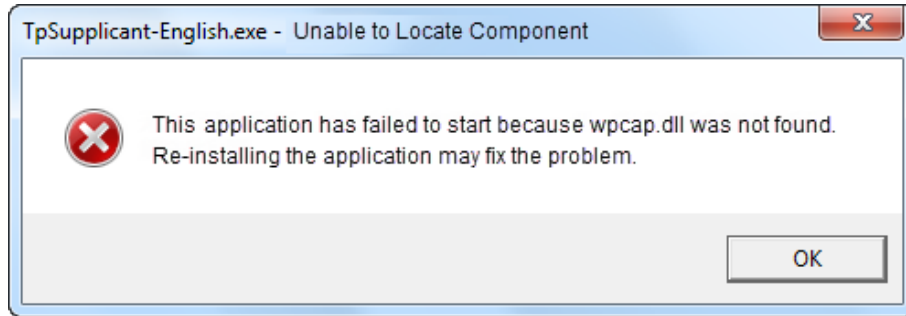 TpSupplicant-English.exe - Unable to Locate Component
This application has failed to start because wpcap.dll was not found.
Re-installing the application may fix the problem.
OK